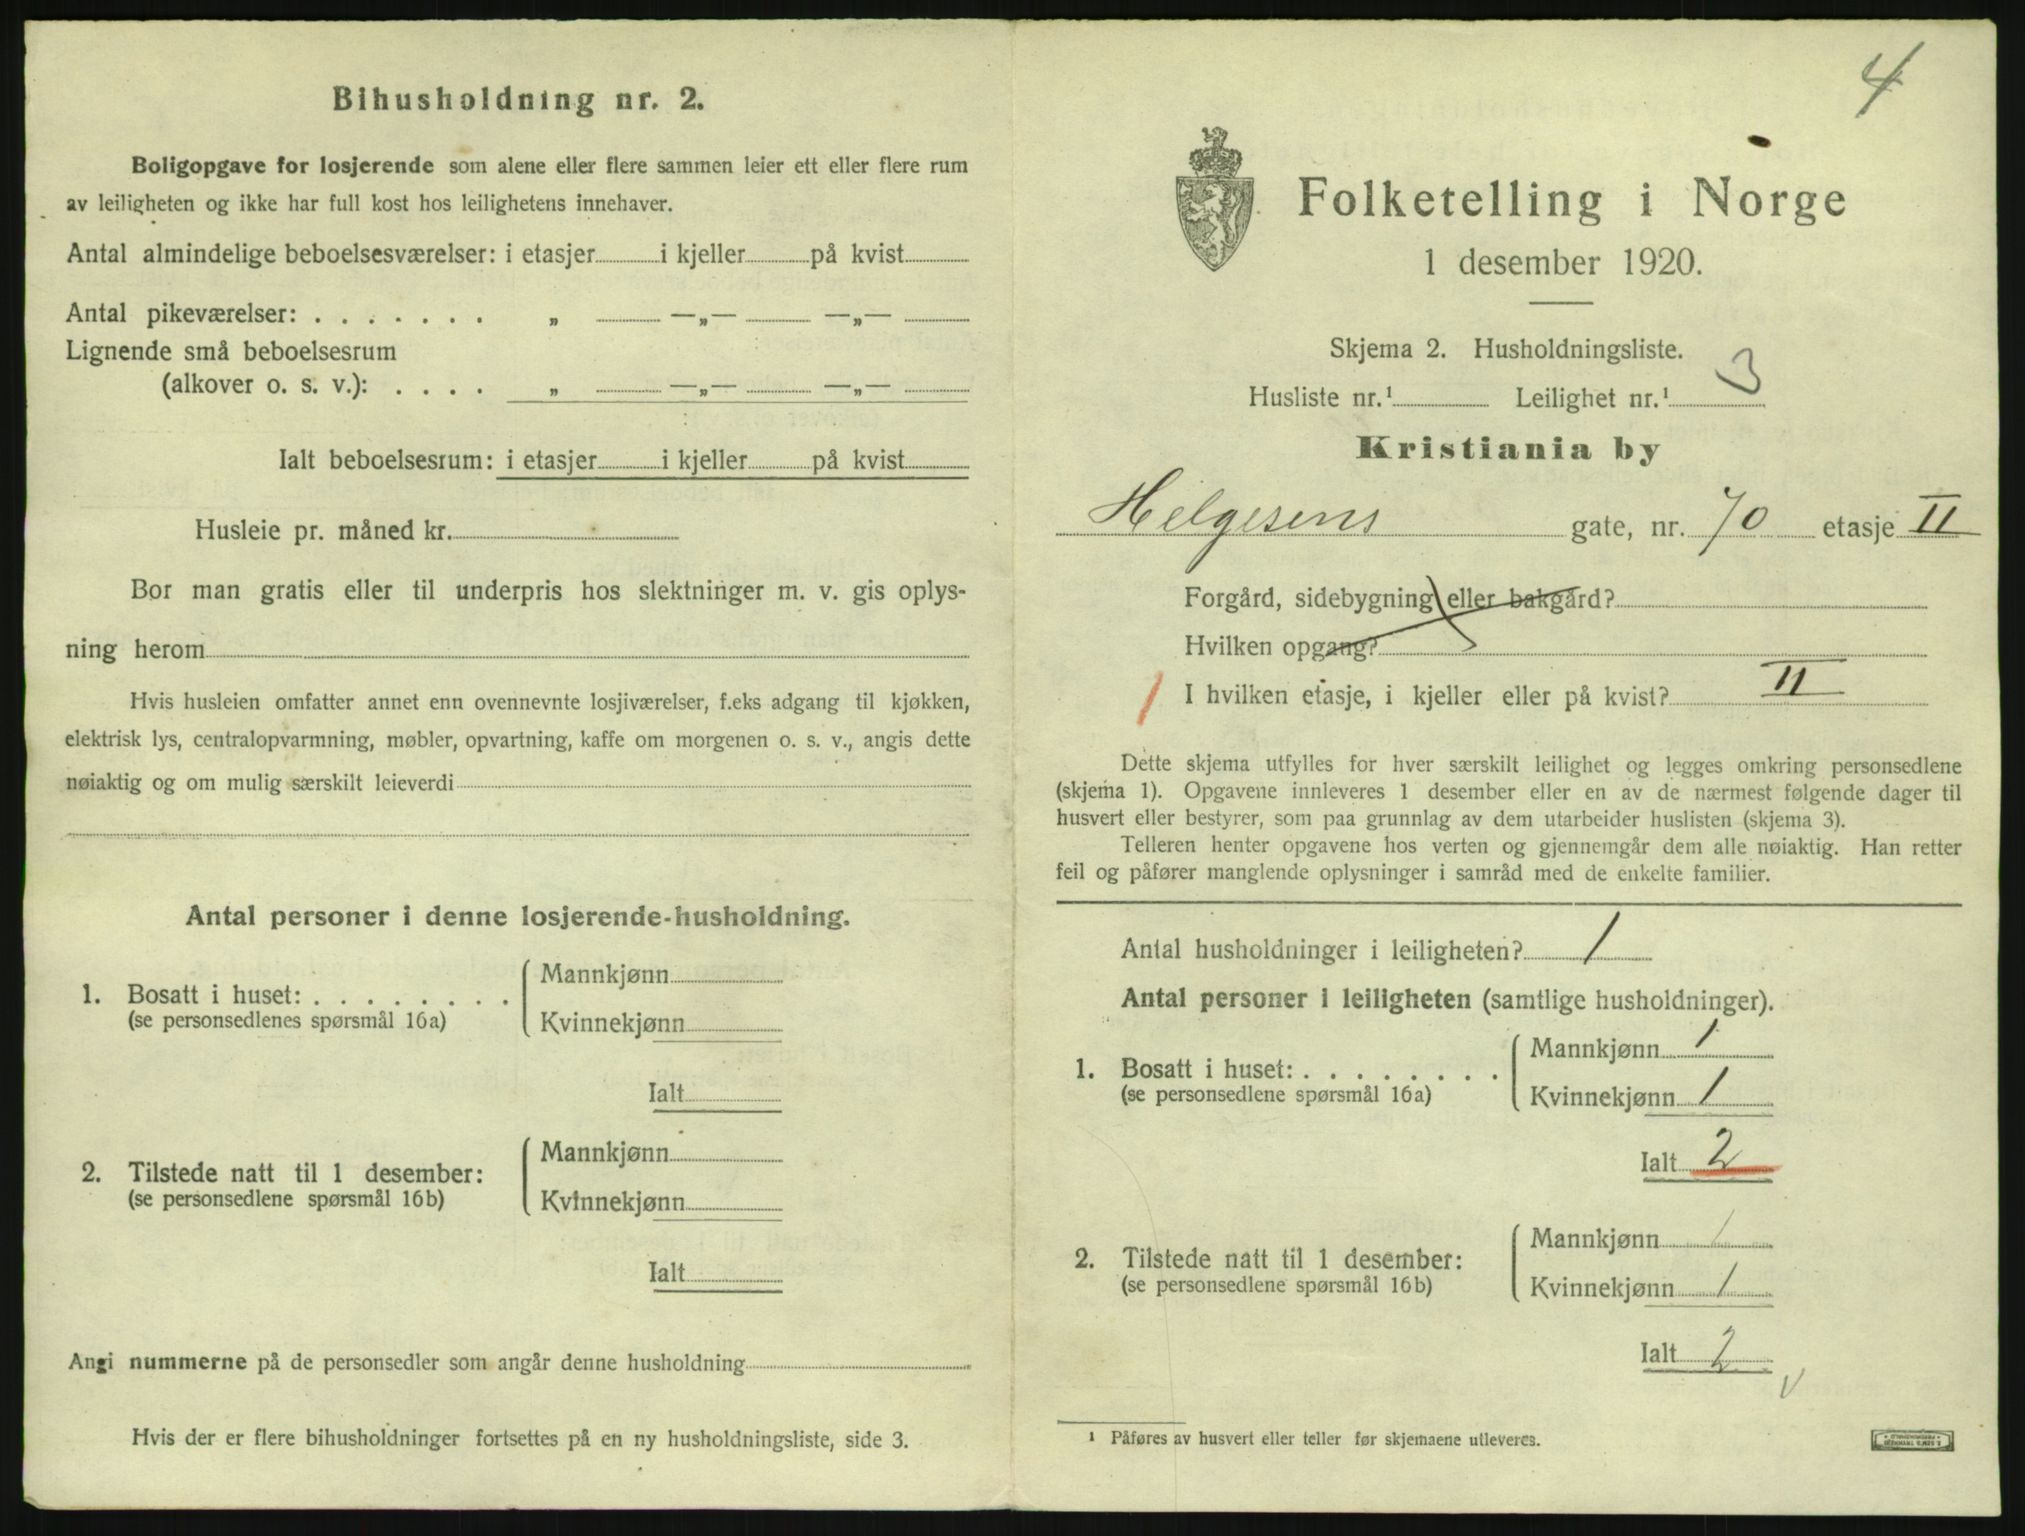 Bihusholdning nr. 2.
Boligopgave for losjerende som alene eller flere sammen leier ett eller flere rum
av leiligheten og ikke har full kost hos leilighetens innehaver.
Antal almindelige beboelsesværelser: i etasjer i kjeller på kvist
Antal pikeværelser: . . . . . . . „ —„— —„—
Lignende små beboelsesrum
(alkover o. s. v.): . . . . „ —„— —„—
Ialt beboelsesrum: i etasjer i kjeller på kvist
Husleie pr. måned kr.
Bor man gratis eller til underpris hos slektninger m. v. gis oplys-
ning herom
Hvis husleien omfatter annet enn ovennevnte losjiværelser, f.eks adgang til kjøkken,
elektrisk lys, centralopvarmning, møbler, opvartning, kaffe om morgenen o. s. v., angis dette
nøiaktig og om mulig særskilt leieverdi
Antal personer i denne losjerende-husholdning.
1. Bosatt i huset: . . . . . . . . Mannkjønn
(se personsedlenes spørsmål 16a) Kvinnekjønn
Ialt
2. Tilstede natt til 1 desember: Mannkjønn
(se personsedlene spørsmål 16b) Kvinnekjønn
Ialt
Angi nummerne på de personsedler som angår denne husholdning
Hvis der er flere bihusholdninger fortsettes på en ny husholdningsliste, side 3.
4
Folketelling i Norge
1 desember 1920.
Skjema 2. Husholdningsliste.
Husliste nr.¹ Leilighet nr.¹ 3
Kristiania by
Helgesens gate, nr. 70 etasje II
Forgård, sidebygning eller bakgård?
Hvilken opgang?
1 I hvilken etasje, i kjeller eller på kvist? II
Dette skjema utfylles for hver særskilt leilighet og legges omkring personsedlene
(skjema 1). Opgavene innleveres 1 desember eller en av de nærmest følgende dager til
husvert eller bestyrer, som paa grunnlag av dem utarbeider huslisten (skjema 3).
Telleren henter opgavene hos verten og gjennemgår dem alle nøiaktig. Han retter
feil og påfører manglende oplysninger i samråd med de enkelte familier.
Antal husholdninger i leiligheten? 1
Antal personer i leiligheten (samtlige husholdninger).
1. Bosatt i huset: . . . . . . . . Mannkjønn 1
(se personsedlene spørsmål 16a) Kvinnekjønn 1
Ialt 2
2. Tilstede natt til 1 desember: Mannkjønn 1
(se personsedlene spørsmål 16b) Kvinnekjønn 1
Ialt 2
¹ Påføres av husvert eller teller før skjemaene utleveres.